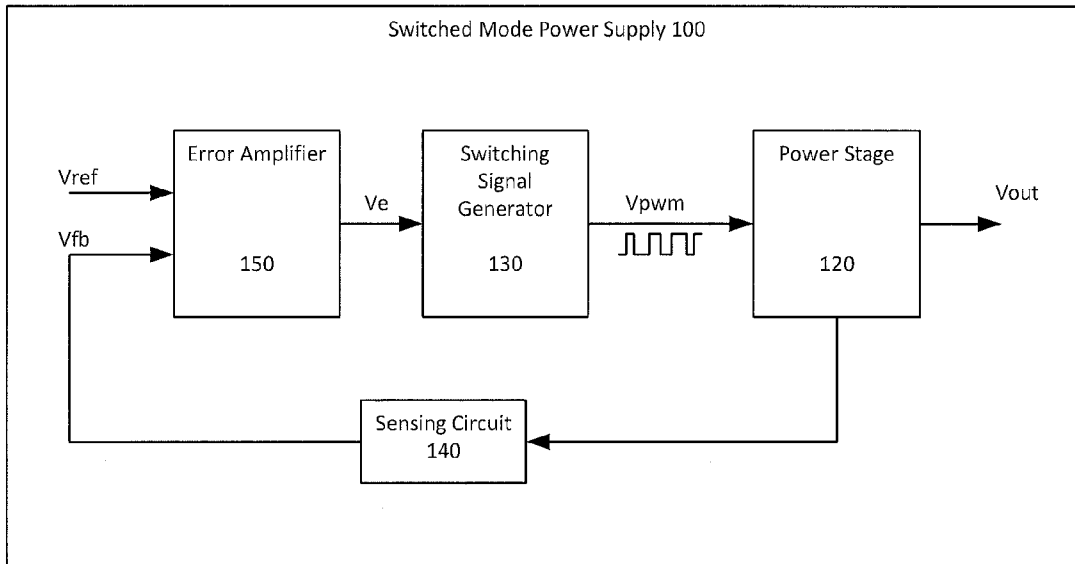 Switched Mode Power Supply 100
Error Amplifier
150
Switching
Signal
Generator
130
Power Stage
120
Vref
Vfb
Ve
Vpwm
Vout
Sensing Circuit
140